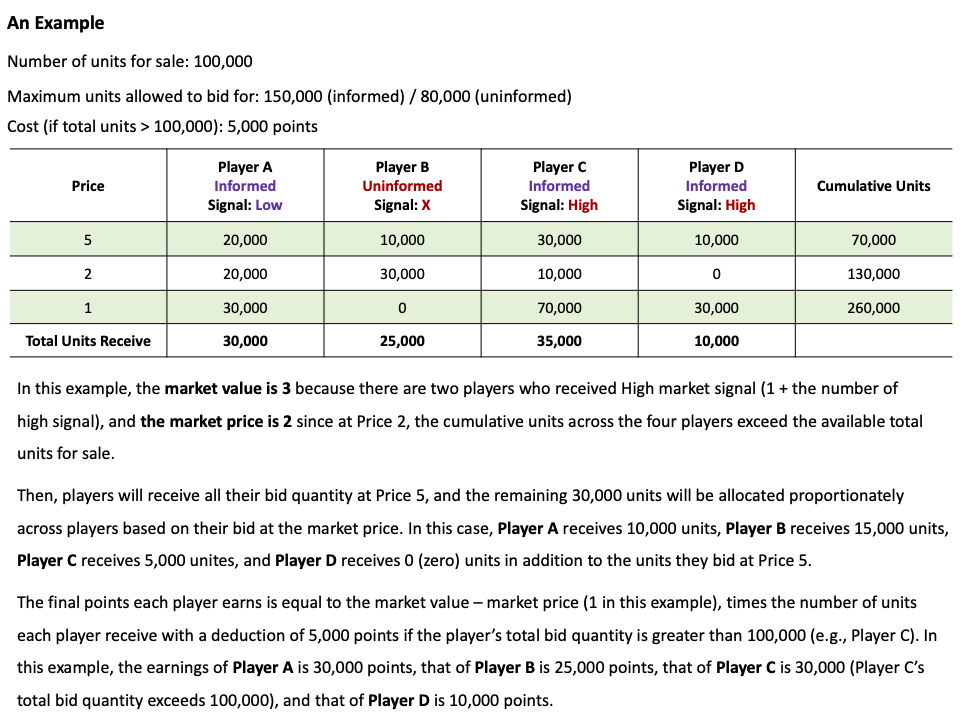 An Example
Number of units for sale: 100,000
Maximum units allowed to bid for: 150,000 (informed) / 80,000 (uninformed)
Cost (if total units > 100,000): 5,000 points
Price
Player A
Informed
Signal: Low
Player B
Uninformed
Signal: X
Player C
Informed
Signal: High
Player D
Informed
Signal: High
Cumulative Units
5 20,000 10,000 30,000 10,000 70,000
2 20,000 30,000 10,000 0 130,000
1 30,000 0 70,000 30,000 260,000
Total Units Receive 30,000 25,000 35,000 10,000
In this example, the market value is 3 because there are two players who received High market signal (1 + the number of
high signal), and the market price is 2 since at Price 2, the cumulative units across the four players exceed the available total
units for sale.
Then, players will receive all their bid quantity at Price 5, and the remaining 30,000 units will be allocated proportionately
across players based on their bid at the market price. In this case, Player A receives 10,000 units, Player B receives 15,000 units,
Player C receives 5,000 unites, and Player D receives 0 (zero) units in addition to the units they bid at Price 5.
The final points each player earns is equal to the market value – market price (1 in this example), times the number of units
each player receive with a deduction of 5,000 points if the player's total bid quantity is greater than 100,000 (e.g., Player C). In
this example, the earnings of Player A is 30,000 points, that of Player B is 25,000 points, that of Player C is 30,000 (Player C's
total bid quantity exceeds 100,000), and that of Player D is 10,000 points.